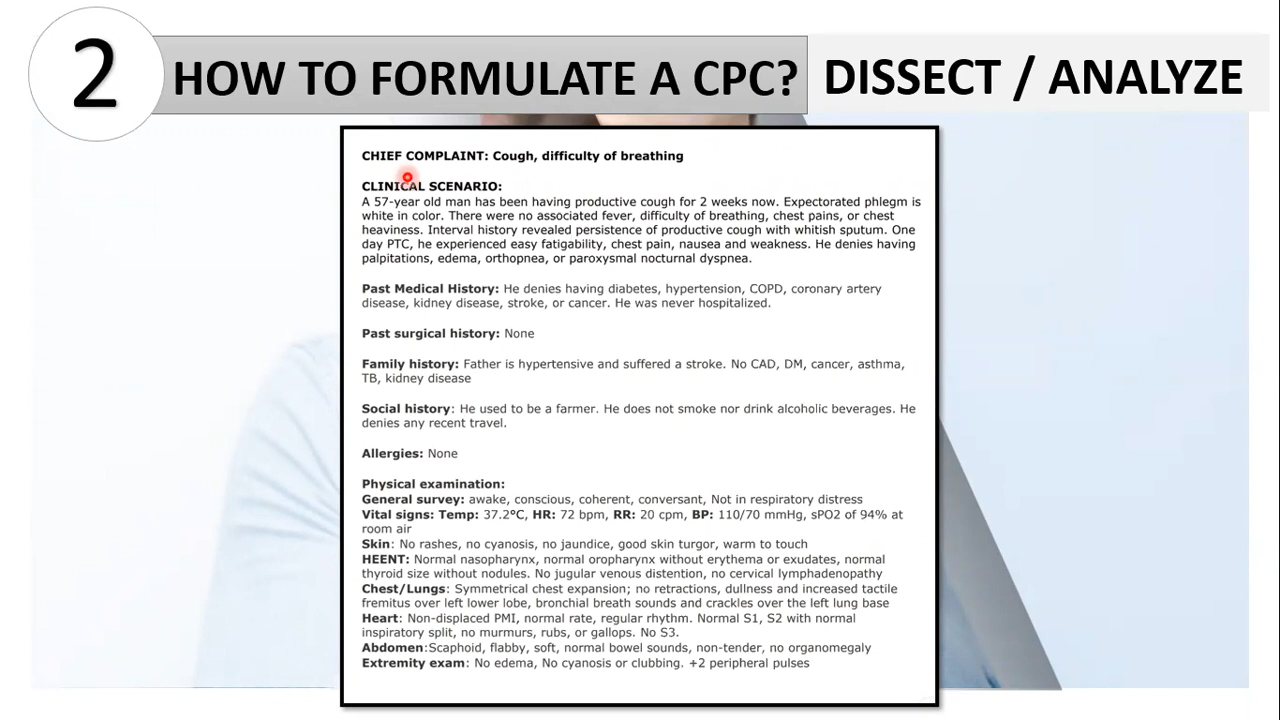 2
HOW TO FORMULATE A CPC?
DISSECT / ANALYZE
CHIEF COMPLAINT: Cough, difficulty of breathing
CLINICAL SCENARIO:
A 57-year old man has been having productive cough for 2 weeks now. Expectorated phlegm is
white in color. There were no associated fever, difficulty of breathing, chest pains, or chest
heaviness. Interval history revealed persistence of productive cough with whitish sputum. One
day PTC, he experienced easy fatigability, chest pain, nausea and weakness. He denies having
palpitations, edema, orthopnea, or paroxysmal nocturnal dyspnea.
Past Medical History: He denies having diabetes, hypertension, COPD, coronary artery
disease, kidney disease, stroke, or cancer. He was never hospitalized.
Past surgical history: None
Family history: Father is hypertensive and suffered a stroke. No CAD, DM, cancer, asthma,
TB, kidney disease
Social history: He used to be a farmer. He does not smoke nor drink alcoholic beverages. He
denies any recent travel.
Allergies: None
Physical examination:
General survey: awake, conscious, coherent, conversant, Not in respiratory distress
Vital signs: Temp: 37.2°C, HR: 72 bpm, RR: 20 cpm, BP: 110/70 mmHg, sPO2 of 94% at
room air
Skin: No rashes, no cyanosis, no jaundice, good skin turgor, warm to touch
HEENT: Normal nasopharynx, normal oropharynx without erythema or exudates, normal
thyroid size without nodules. No jugular venous distention, no cervical lymphadenopathy
Chest/Lungs: Symmetrical chest expansion; no retractions, dullness and increased tactile
fremitus over left lower lobe, bronchial breath sounds and crackles over the left lung base
Heart: Non-displaced PMI, normal rate, regular rhythm. Normal S1, S2 with normal
inspiratory split, no murmurs, rubs, or gallops. No S3.
Abdomen:Scaphoid, flabby, soft, normal bowel sounds, non-tender, no organomegaly
Extremity exam: No edema, No cyanosis or clubbing. +2 peripheral pulses